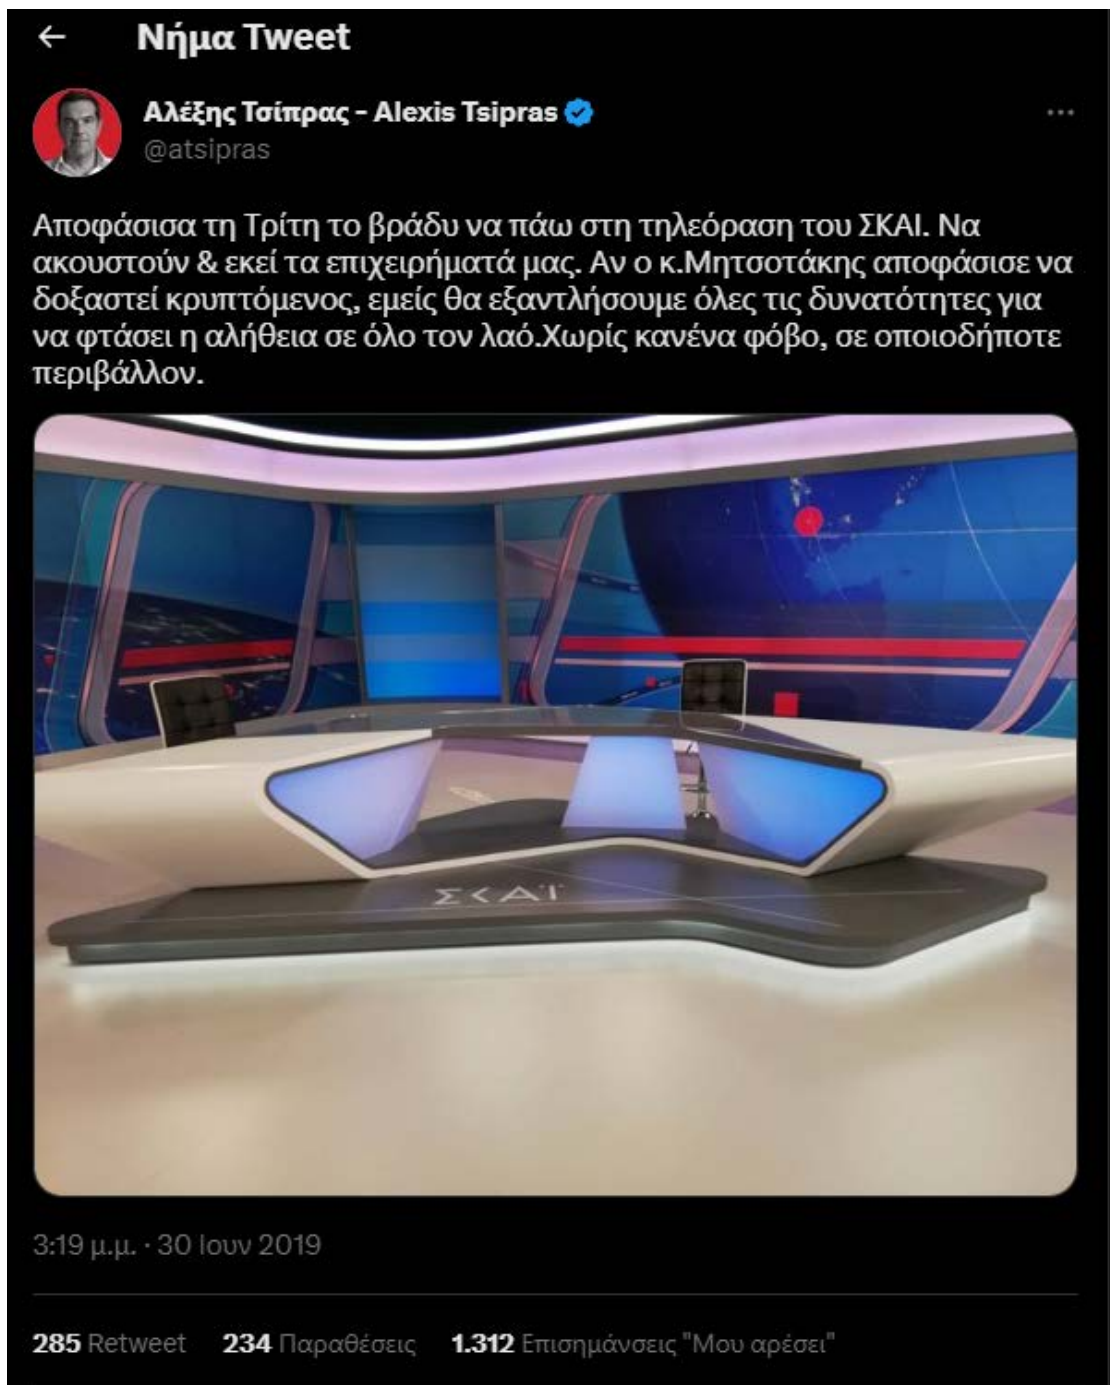 Νήμα Tweet
Αλέξης Τσίπρας - Alexis Tsipras
@atsipras
Αποφάσισα τη Τρίτη το βράδυ να πάω στη τηλεόραση του ΣΚΑΙ. Να
ακουστούν & εκεί τα επιχειρήματά μας. Αν ο κ.Μητσοτάκης αποφάσισε να
δοξαστεί κρυπτόμενος, εμείς θα εξαντλήσουμε όλες τις δυνατότητες για
να φτάσει η αλήθεια σε όλο τον λαό.Χωρίς κανένα φόβο, σε οποιοδήποτε
περιβάλλον.
ΣΚΑΪ
3:19 μ.μ. · 30 Ιουν 2019
285 Retweet 234 Παραθέσεις 1.312 Επισημάνσεις "Μου αρέσει"